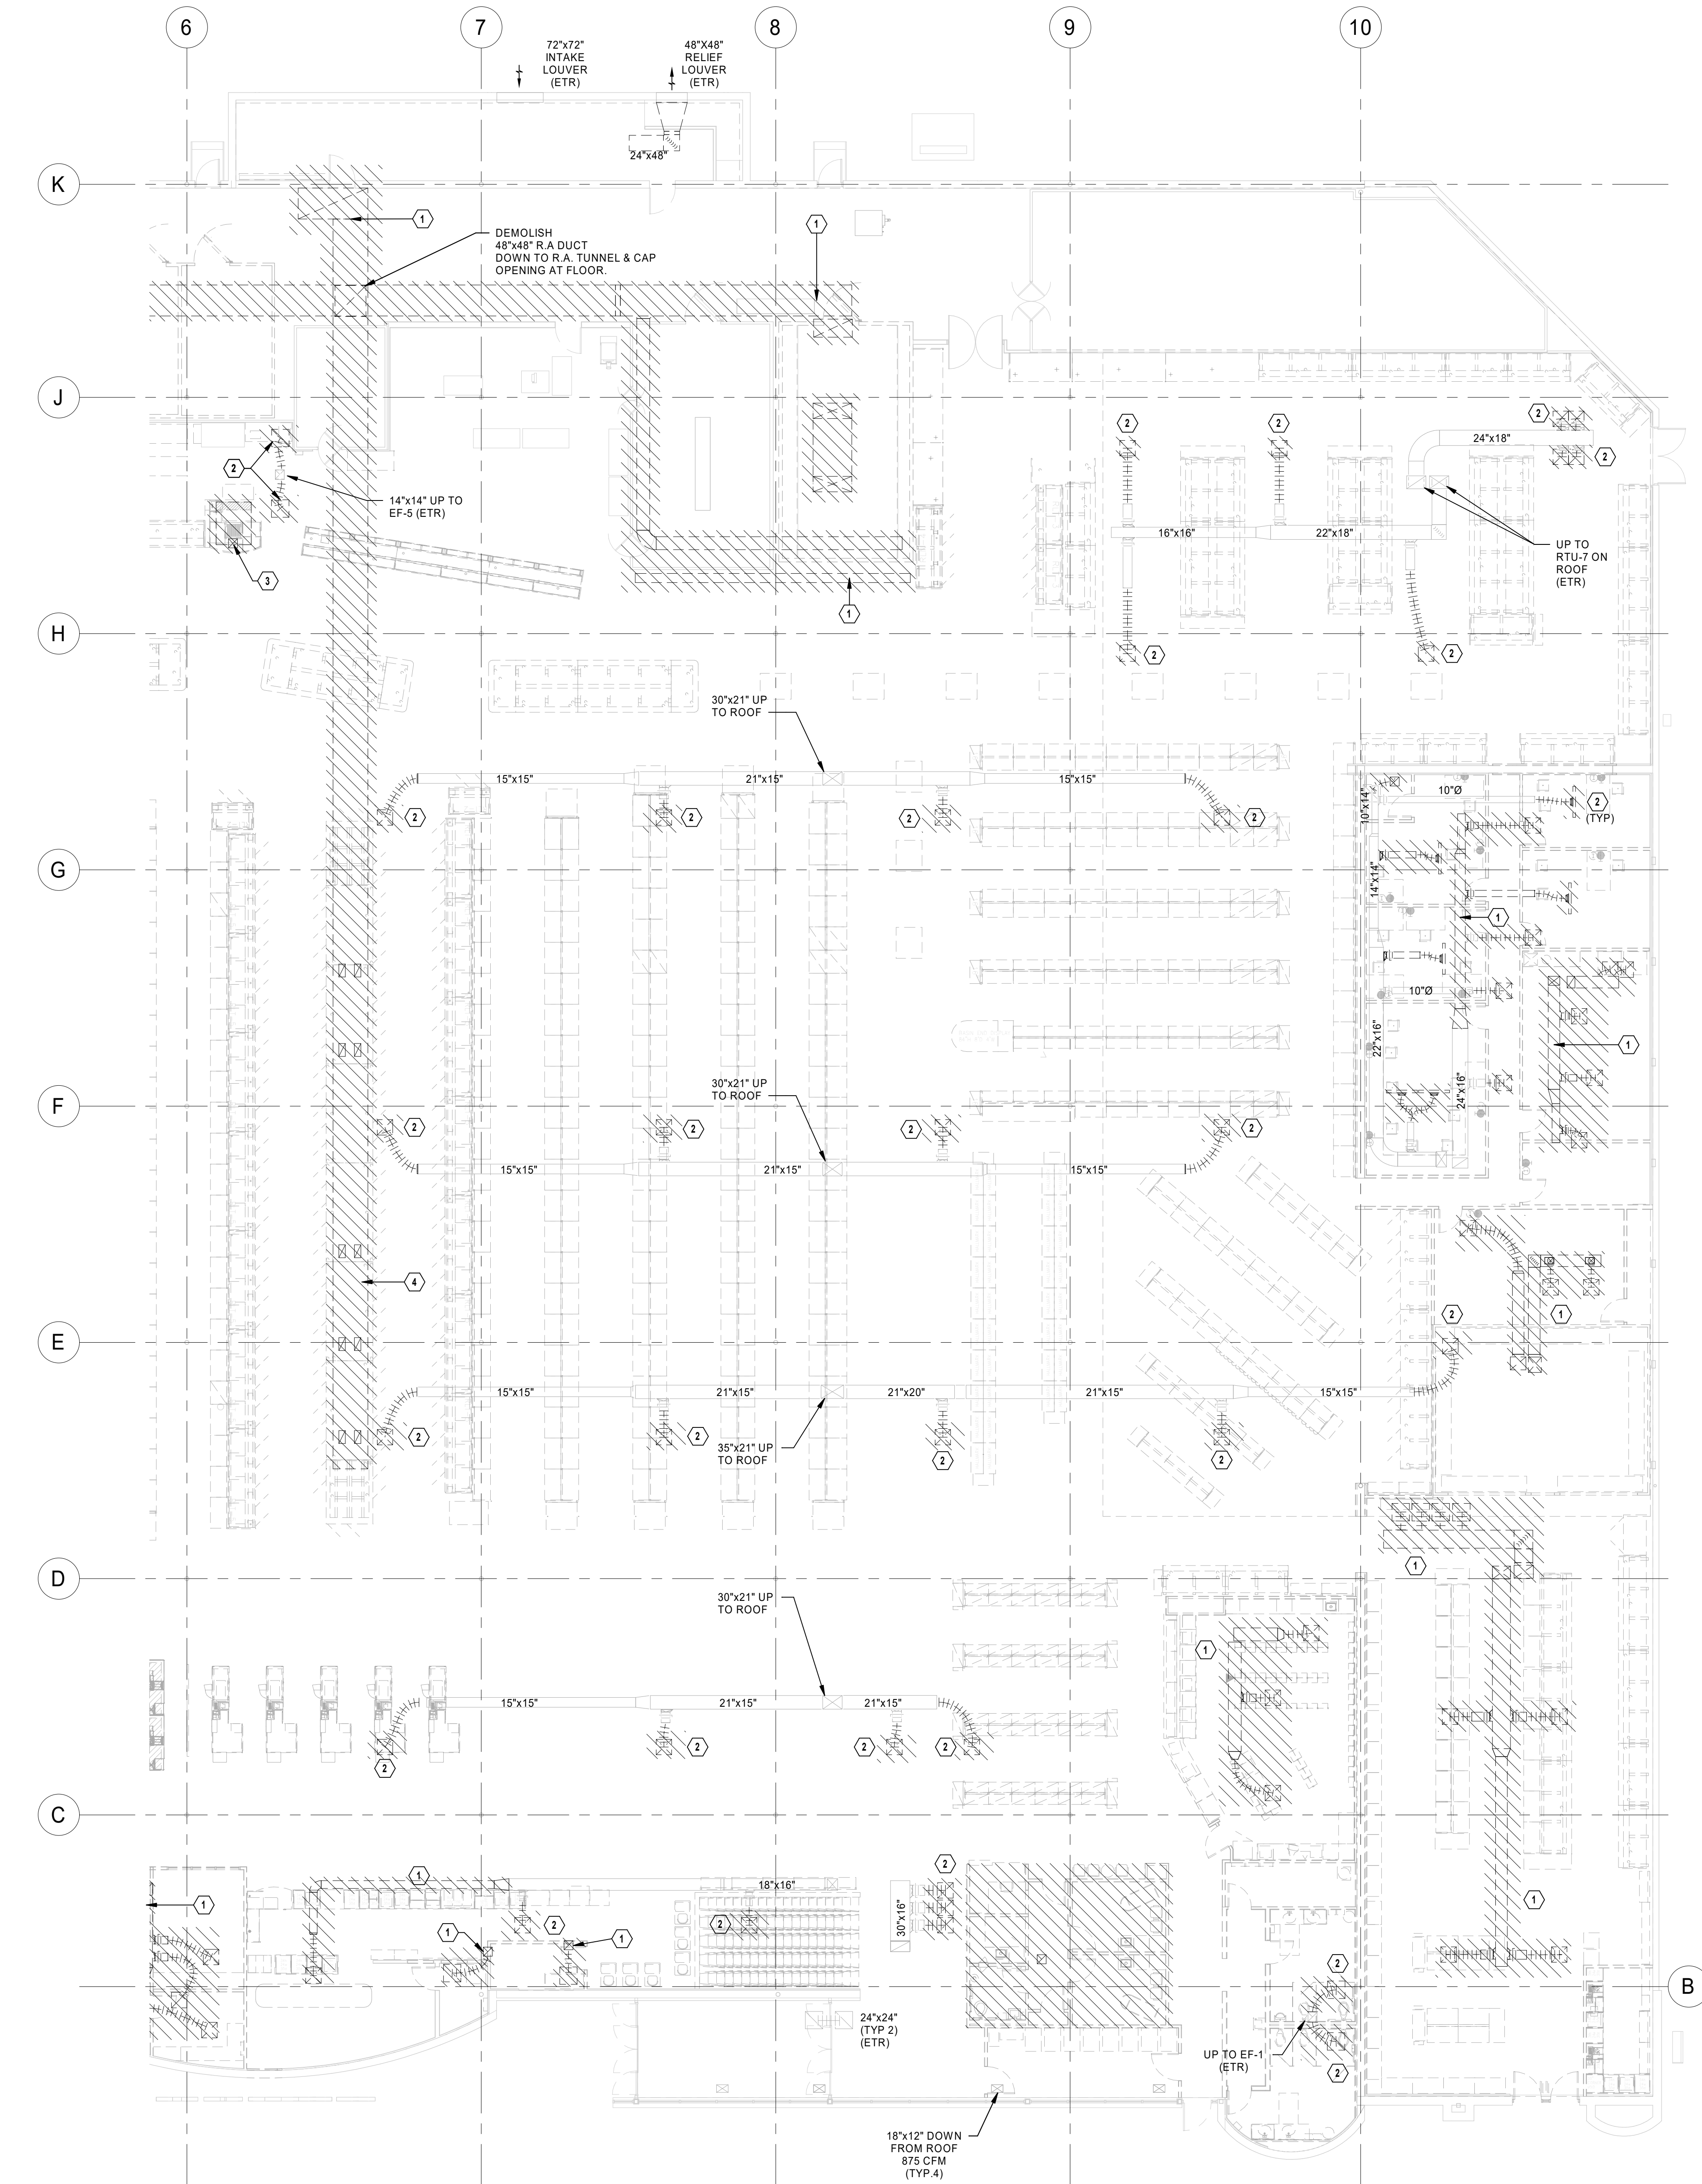 6
7
8
9
10
72"x72"
INTAKE
LOUVER
(ETR)
48"X48"
RELIEF
LOUVER
(ETR)
24"x48"
K
1
1
DEMOLISH
48"x48" R.A DUCT
DOWN TO R.A. TUNNEL & CAP
OPENING AT FLOOR.
J
2
2
2
24"x18"
2
2
14"x14" UP TO
EF-5 (ETR)
16"x16"
22"x18"
UP TO
RTU-7 ON
ROOF
(ETR)
3
1
H
2
2
30"x21" UP
TO ROOF
15"x15"
21"x15"
15"x15"
10"Ø
10"x14"
2
(TYP)
2
2
2
2
G
14"x14"
1
10"Ø
22"x16"
1
30"x21" UP
TO ROOF
24"x16"
F
2
2
2
2
15"x15"
21"x15"
15"x15"
4
1
2
E
15"x15"
21"x15"
21"x20"
21"x15"
15"x15"
2
2
2
2
35"x21" UP
TO ROOF
D
1
30"x21" UP
TO ROOF
1
15"x15"
21"x15"
21"x15"
2
2
2
2
C
1
2
18"x16"
1
1
2
2
30"x16"
1
1
2
B
24"x24"
(TYP 2)
(ETR)
UP TO EF-1
(ETR)
2
18"x12" DOWN
FROM ROOF
875 CFM
(TYP.4)